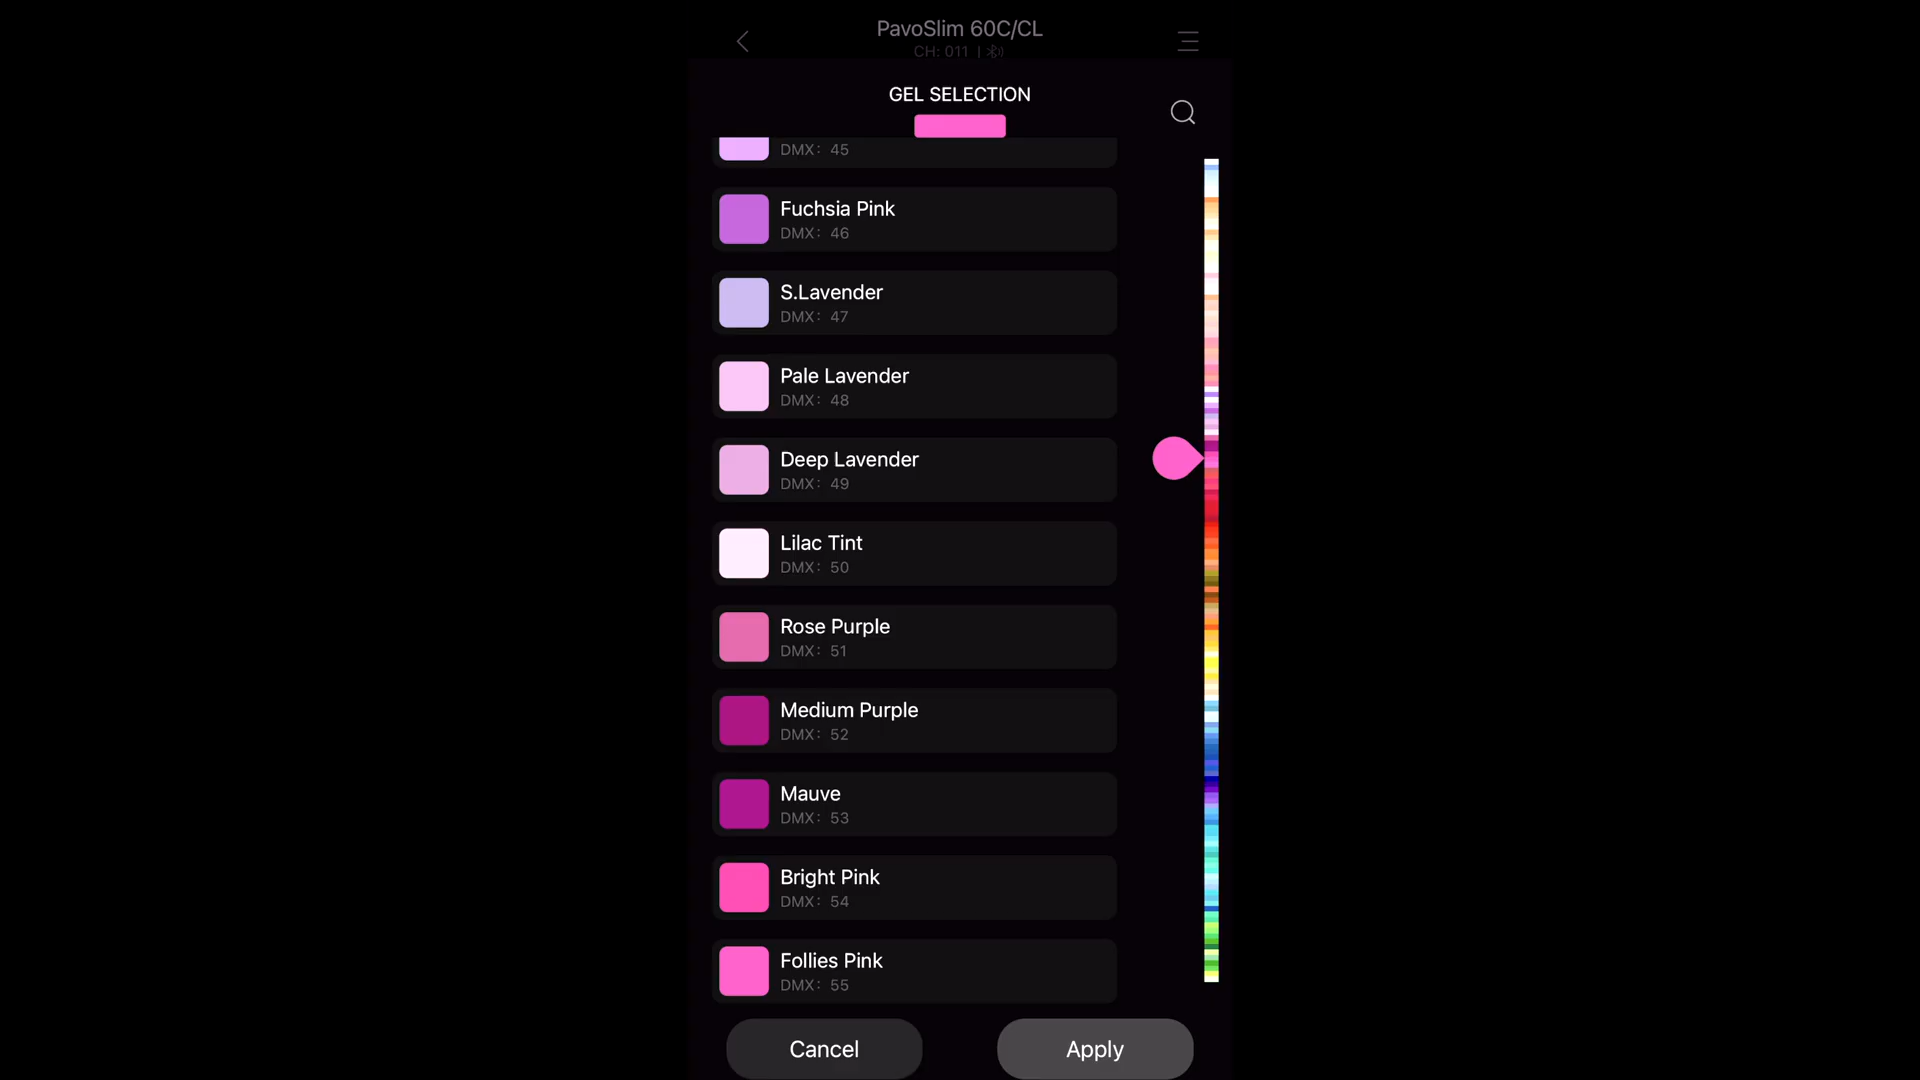 PavoSlim 60C/CL
CH: 011 |
GEL SELECTION
DMX: 45
Fuchsia Pink
DMX: 46
S.Lavender
DMX: 47
Pale Lavender
DMX: 48
Deep Lavender
DMX: 49
Lilac Tint
DMX: 50
Rose Purple
DMX: 51
Medium Purple
DMX: 52
Mauve
DMX: 53
Bright Pink
DMX: 54
Follies Pink
DMX: 55
Cancel
Apply